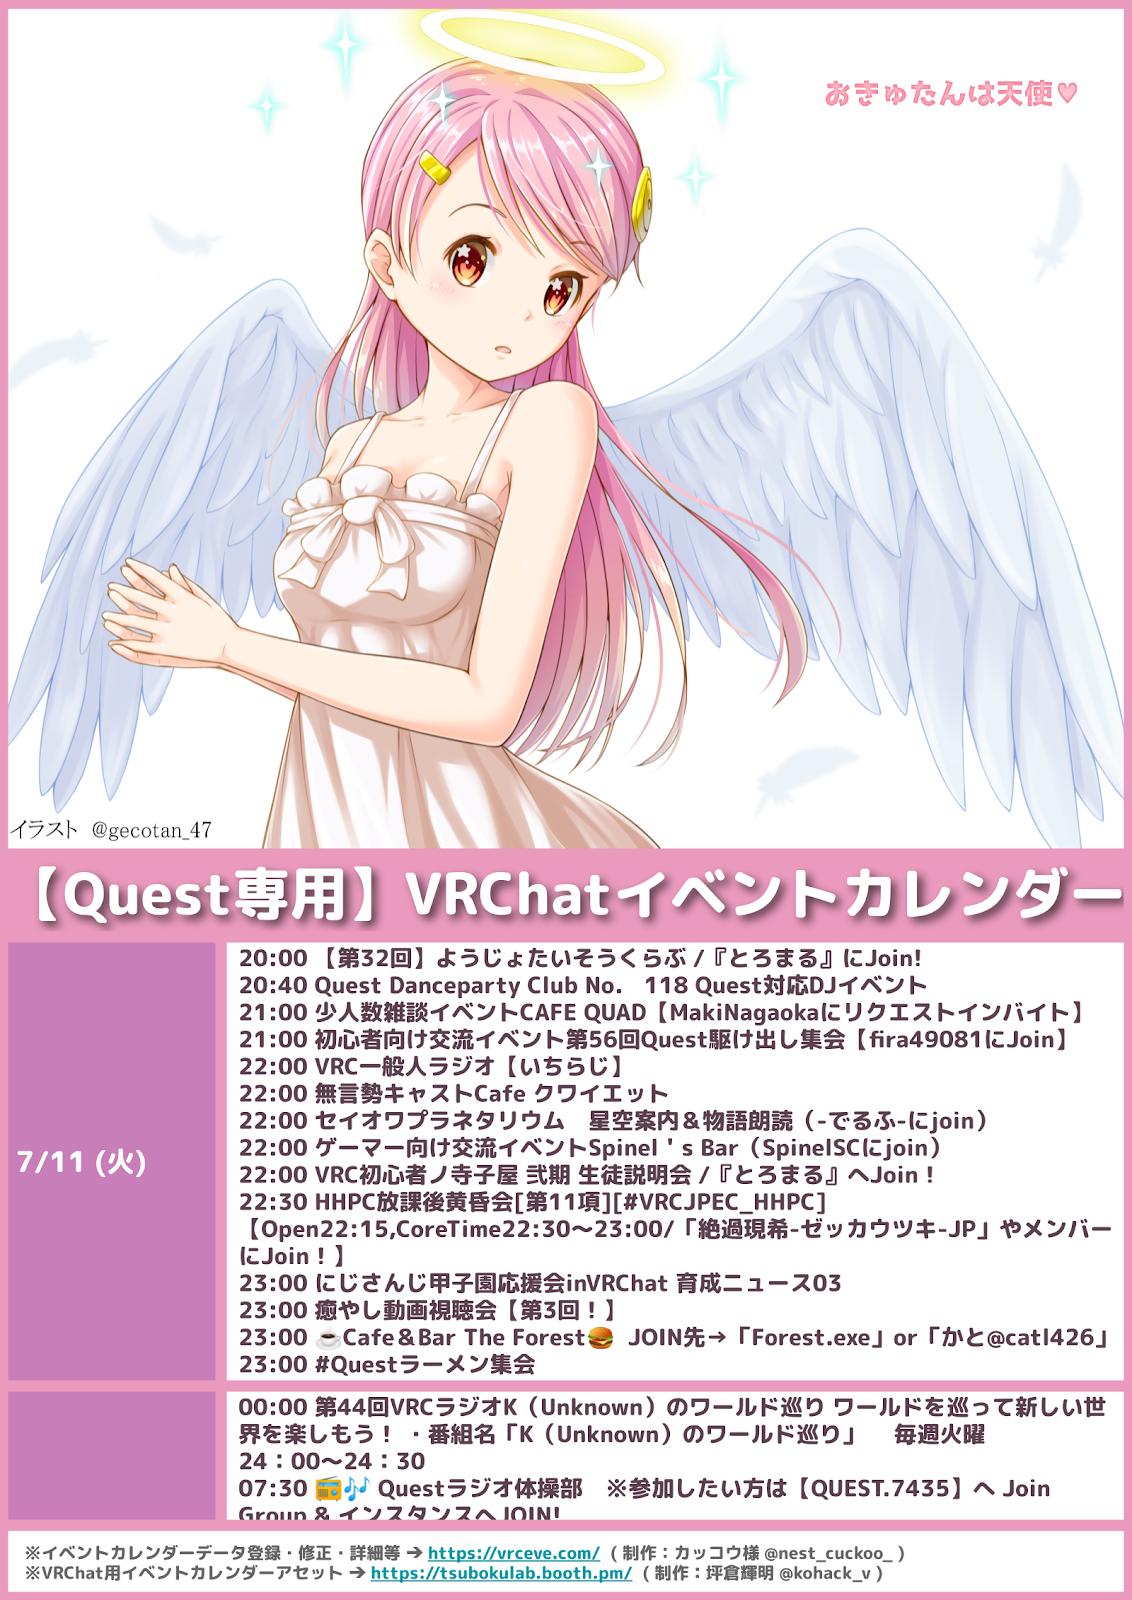 おきゅたんは天使♥
イラスト @gecotan_47
【Quest専用】VRChatイベントカレンダー
7/11 (火)
20:00 【第32回】ようじょたいそうくらぶ /『とろまる』にJoin!
20:40 Quest Danceparty Club No. 118 Quest対応DJイベント
21:00 少人数雑談イベントCAFE QUAD【MakiNagaokaにリクエストインバイト】
21:00 初心者向け交流イベント第56回Quest駆け出し集会【fira49081にJoin】
22:00 VRC一般人ラジオ【いちらじ】
22:00 無言勢キャストCafe クワイエット
22:00 セイオワプラネタリウム 星空案内＆物語朗読（-でるふ-にjoin）
22:00 ゲーマー向け交流イベントSpinel ' s Bar（SpinelSCにjoin）
22:00 VRC初心者ノ寺子屋 弐期 生徒説明会 /『とろまる』へJoin！
22:30 HHPC放課後黄昏会[第11項][#VRCJPEC_HHPC]
【Open22:15,CoreTime22:30～23:00/「絶過現希-ゼッカウツキ-JP」やメンバー
にJoin！】
23:00 にじさんじ甲子園応援会inVRChat 育成ニュース03
23:00 癒やし動画視聴会【第3回！】
23:00 ☕Cafe＆Bar The Forest🍔 JOIN先→「Forest.exe」or「かと@catl426」
23:00 #Questラーメン集会
00:00 第44回VRCラジオK（Unknown）のワールド巡り ワールドを巡って新しい世
界を楽しもう！ ・番組名「K（Unknown）のワールド巡り」 毎週火曜
24：00～24：30
07:30 📻🎶 Questラジオ体操部 ※参加したい方は【QUEST.7435】へ Join
Group & インスタンスへJOIN!
※イベントカレンダーデータ登録・修正・詳細等 → https://vrceve.com/ ( 制作：カッコウ様 @nest_cuckoo_ )
※VRChat用イベントカレンダーアセット → https://tsubokulab.booth.pm/ ( 制作：坪倉輝明 @kohack_v )